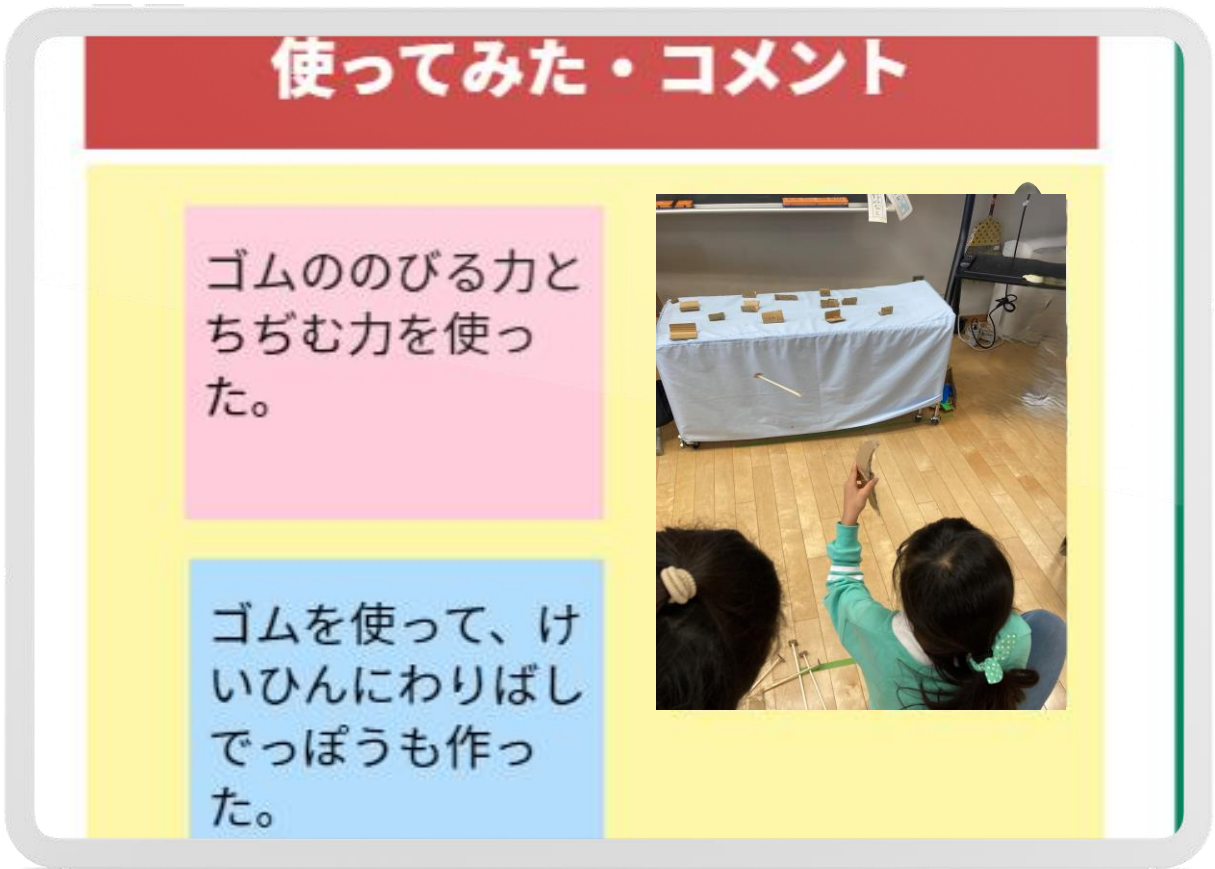 使ってみた・コメント
ゴムののびる力と
ちぢむ力を使っ
た。
ゴムを使って、け
いひんにわりばし
でっぽうも作っ
た。